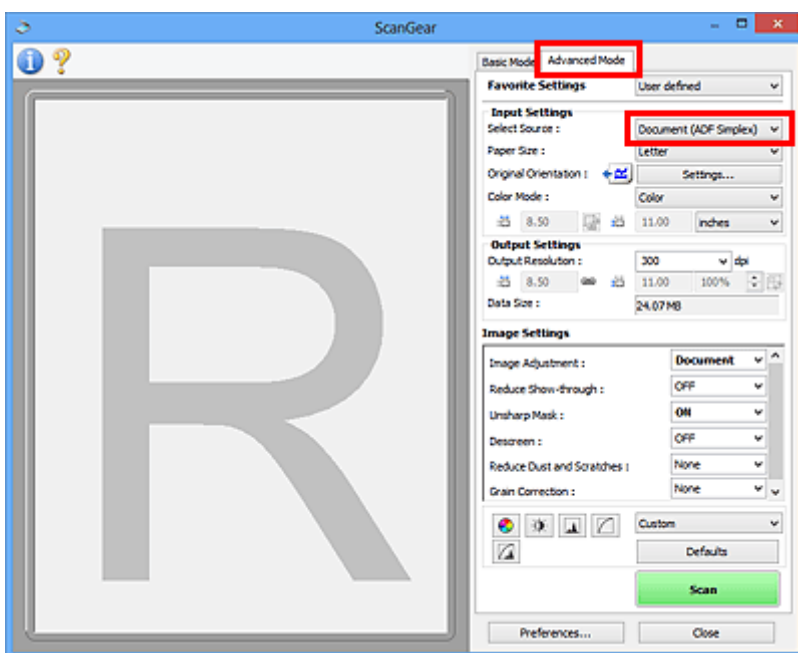 ScanGear
Basic Mode Advanced Mode
Favorite Settings User defined
Input Settings
Select Source : Document (ADF Simplex)
Paper Size : Letter
Original Orientation : Settings...
Color Mode : Color
8.50 11.00 inches
Output Settings
Output Resolution : 300 dpi
8.50 11.00 100%
Data Size : 24.07MB
Image Settings
Image Adjustment : Document
Reduce Show-through : OFF
Unsharp Mask : ON
Descreen : OFF
Reduce Dust and Scratches : None
Grain Correction : None
Custom
Defaults
Scan
Preferences... Close
R